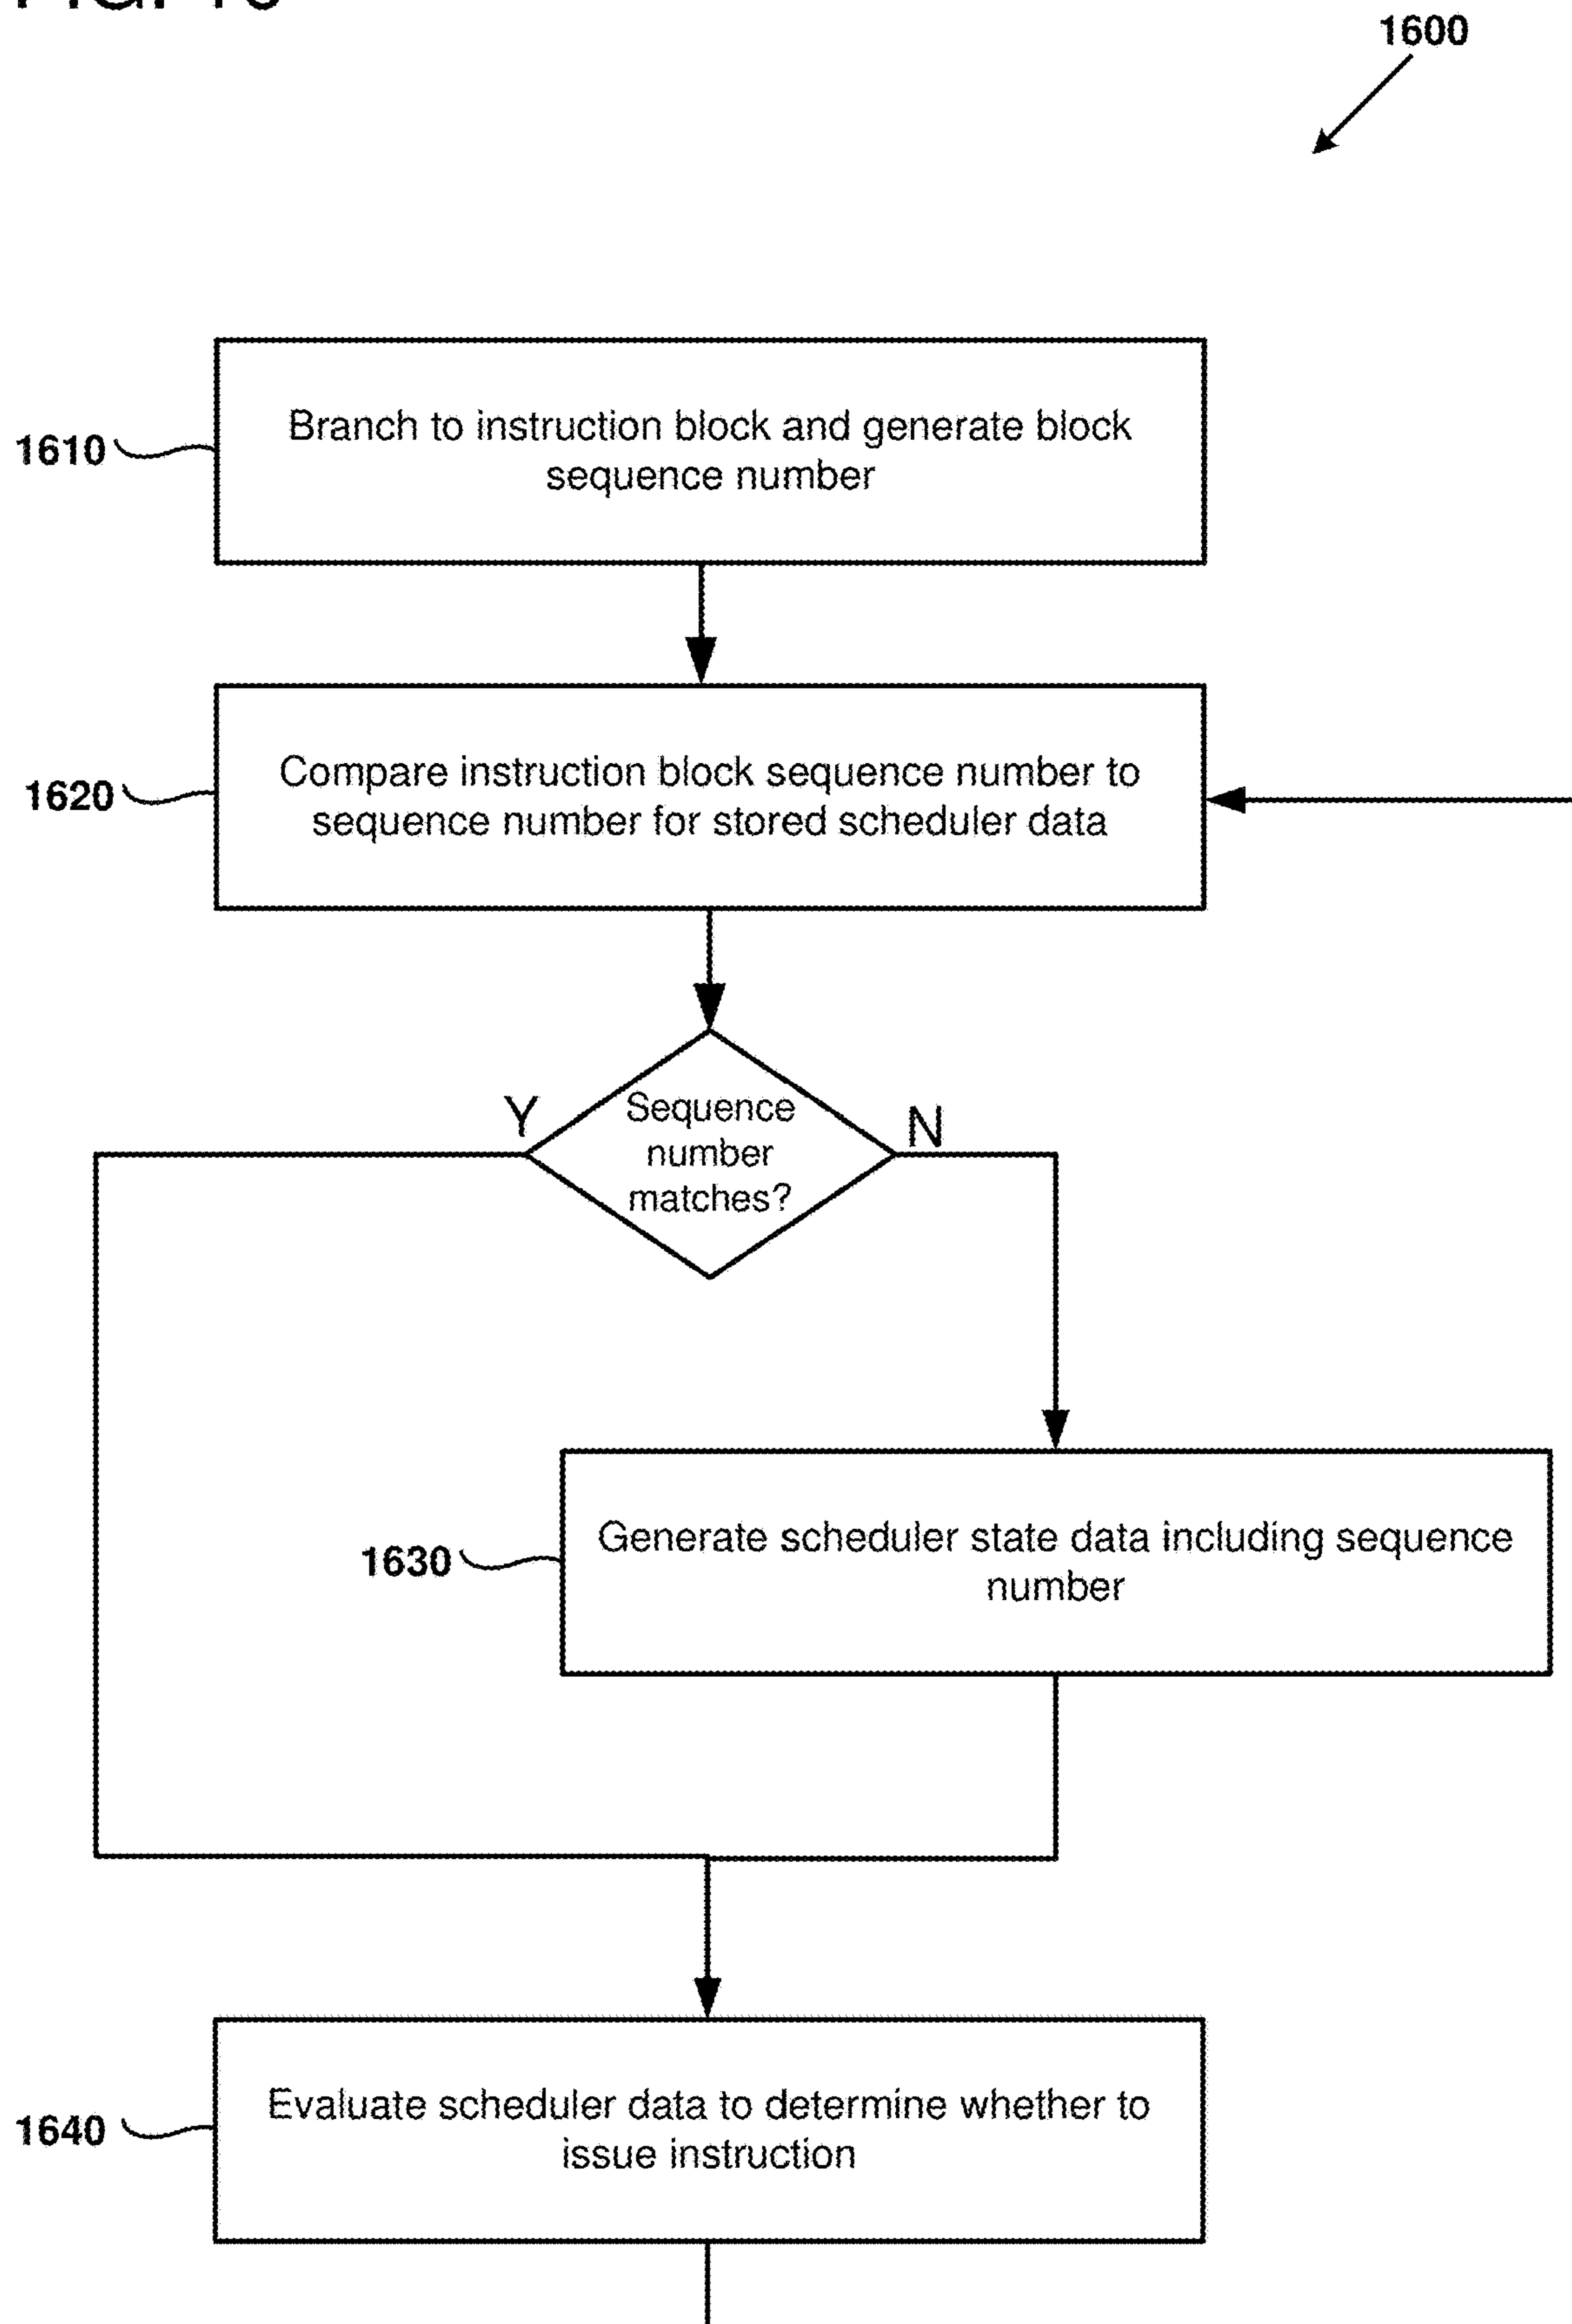 1600
1610
Branch to instruction block and generate block
sequence number
1620
Compare instruction block sequence number to
sequence number for stored scheduler data
Y
N
Sequence
number
matches?
1630
Generate scheduler state data including sequence
number
1640
Evaluate scheduler data to determine whether to
issue instruction